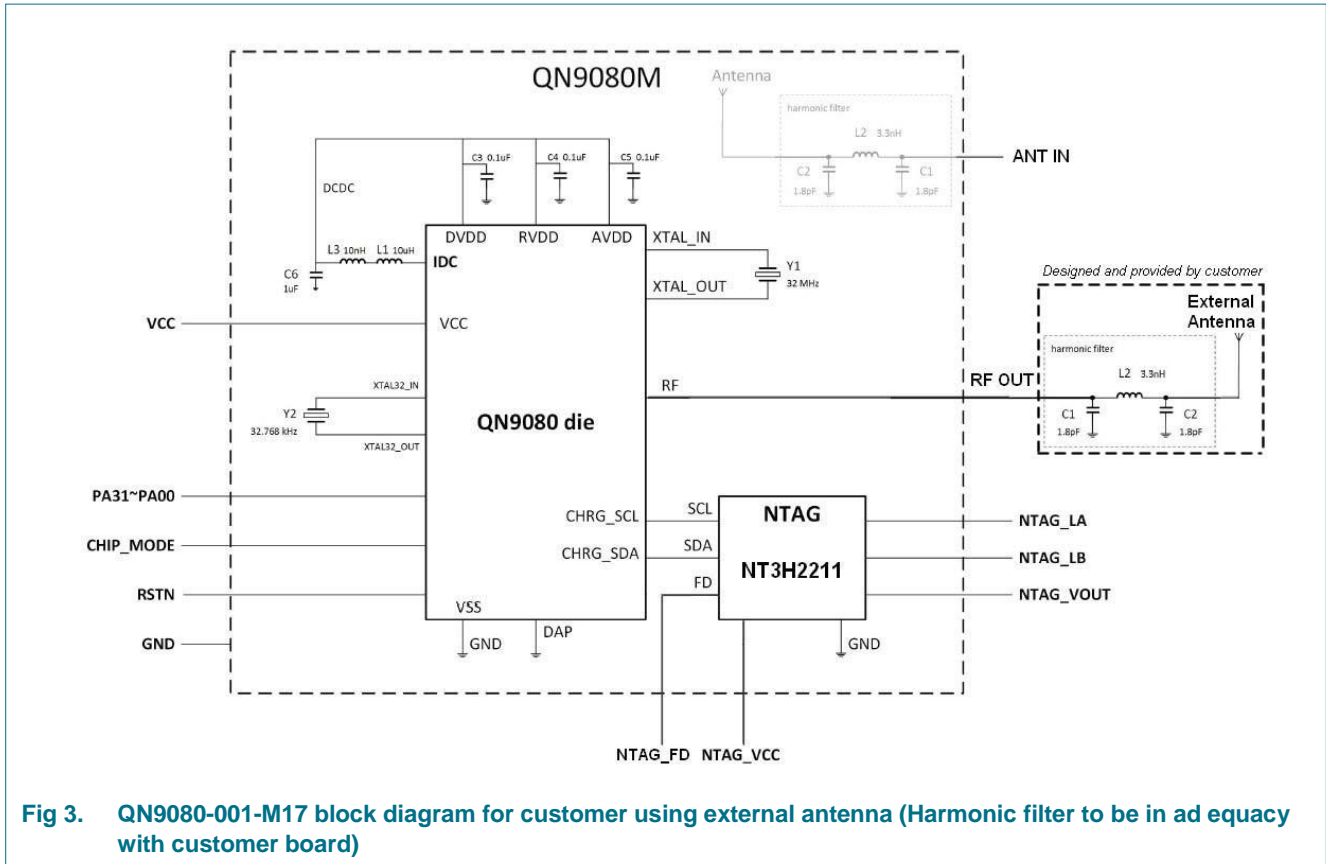 QN9080M
Antenna
harmonic filter
L2 3.3nH
C2
1.8pF
C1
1.8pF
ANT IN
C3 0.1uF
C4 0.1uF
C5 0.1uF
DCDC
L3 10nH L1 10uH
C6
1uF
DVDD RVDD AVDD
IDC
XTAL_IN
XTAL_OUT
Y1
32 MHz
Designed and provided by customer
External
Antenna
harmonic filter
L2 3.3nH
C1
1.8pF
C2
1.8pF
RF OUT
RF
VCC
VCC
XTAL32_IN
Y2
32.768 kHz
XTAL32_OUT
QN9080 die
PA31~PA00
CHIP_MODE
RSTN
GND
CHRG_SCL
CHRG_SDA
SCL
SDA
FD
NTAG
NT3H2211
NTAG_LA
NTAG_LB
NTAG_VOUT
VSS
GND
DAP
GND
NTAG_FD NTAG_VCC
Fig 3. QN9080-001-M17 block diagram for customer using external antenna (Harmonic filter to be in ad equacy
with customer board)